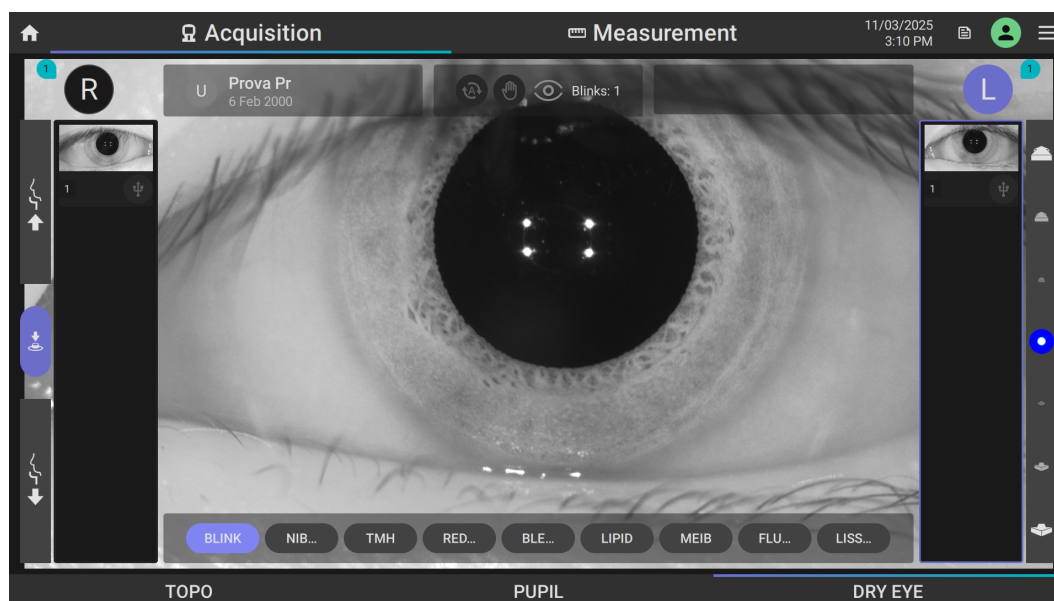 Acquisition
Measurement
11/03/2025
3:10 PM
1
R
U
Prova Pr
6 Feb 2000
A
Blinks: 1
L
1
1
1
BLINK
NIB...
TMH
RED...
BLE...
LIPID
MEIB
FLU...
LISS...
TOPO
PUPIL
DRY EYE